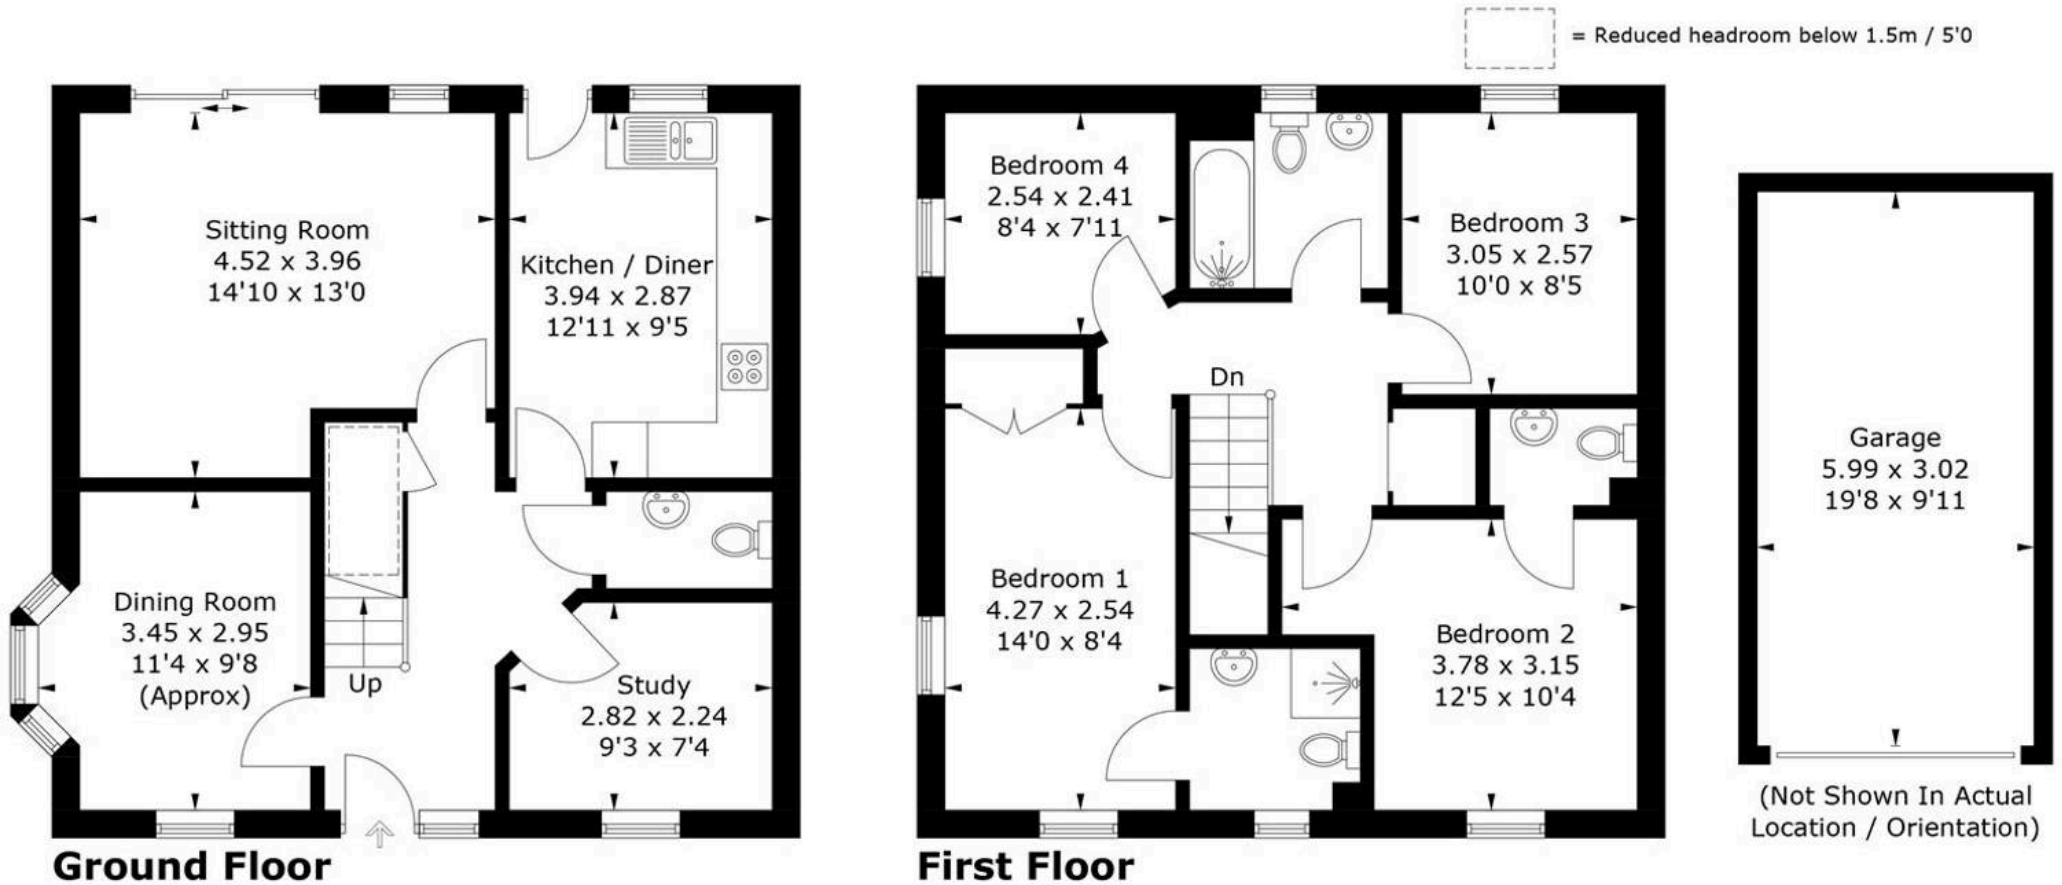 = Reduced headroom below 1.5m / 5'0
Sitting Room
4.52 x 3.96
14'10 x 13'0
Kitchen / Diner
3.94 x 2.87
12'11 x 9'5
Dining Room
3.45 x 2.95
11'4 x 9'8
(Approx)
Up
Study
2.82 x 2.24
9'3 x 7'4
Ground Floor
Bedroom 4
2.54 x 2.41
8'4 x 7'11
Bedroom 3
3.05 x 2.57
10'0 x 8'5
Dn
Bedroom 1
4.27 x 2.54
14'0 x 8'4
Bedroom 2
3.78 x 3.15
12'5 x 10'4
First Floor
Garage
5.99 x 3.02
19'8 x 9'11
(Not Shown In Actual
Location / Orientation)